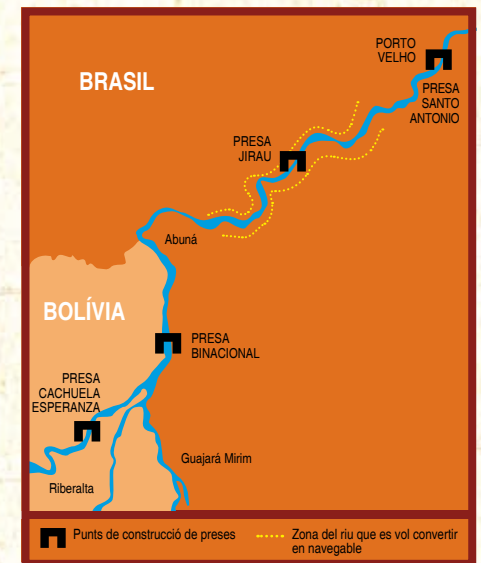 PORTO
VELHO
BRASIL
PRESA
SANTO
ANTONIO
PRESA
JIRAU
Abuná
BOLÍVIA
PRESA
BINACIONAL
PRESA
CACHUELA
ESPERANZA
Guajará Mirim
Riberalta
Punts de construcció de preses
Zona del riu que es vol convertir
en navegable